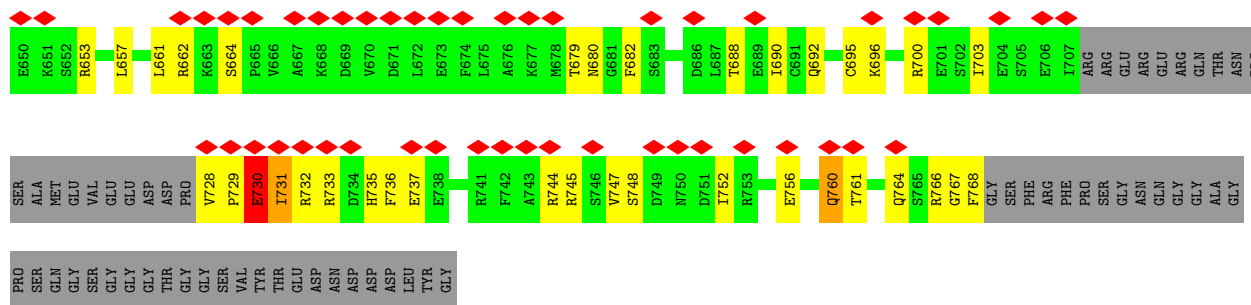 E650 K651 S652 R653 L657 L661 R662 K663 S664 P665 V666 A667 K668 D669 V670 D671 L672 E673 F674 L675 A676 K677 M678 T679 N680 G681 F682 S683 D686 L687 T688 E689 I690 C691 Q692 C695 K696 R700 E701 S702 I703 E704 S705 E706 I707 ARG ARG GLU ARG GLU ARG GLN THR ASN
SER ALA MET GLU VAL GLU GLU ASP ASP PRO V728 P729 E730 I731 R732 R733 D734 H735 F736 E737 E738 R741 F742 A743 R744 R745 S746 V747 S748 D749 N750 D751 I752 R753 E756 Q760 T761 Q764 S765 R766 G767 F768 GLY SER PHE ARG PHE PRO SER GLY ASN GLN GLY GLY ALA GLY
PRO SER GLN GLY SER GLY GLY GLY THR GLY GLY SER VAL TYR THR GLU ASP ASN ASP ASP ASP LEU TYR GLY